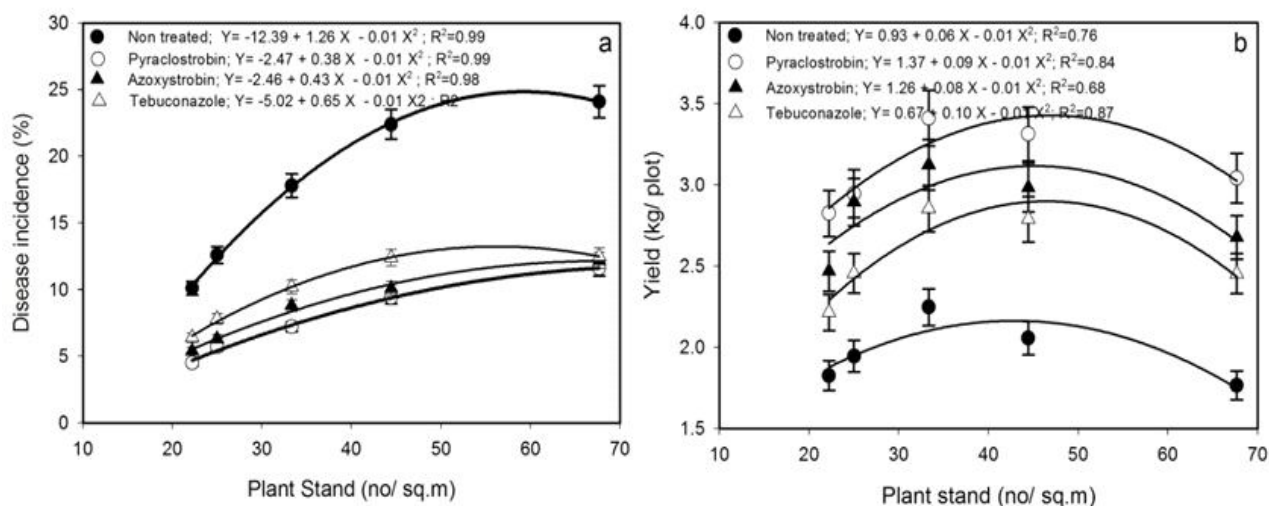 30
25
20
15
10
5
0
Disease incidence (%)
Non treated; Y= -12.39 + 1.26 X - 0.01 X²; R²=0.99
Pyraclostrobin; Y= -2.47 + 0.38 X - 0.01 X²; R²=0.99
Azoxystrobin; Y= -2.46 + 0.43 X - 0.01 X²; R²=0.98
Tebuconazole; Y= -5.02 + 0.65 X - 0.01 X2 ;
a
10 20 30 40 50 60 70
Plant Stand (no/ sq.m)
4.0
3.5
3.0
2.5
2.0
1.5
Yield (kg/ plot)
Non treated; Y= 0.93 + 0.06 X - 0.01 X²; R²=0.76
Pyraclostrobin; Y= 1.37 + 0.09 X - 0.01 X²; R²=0.84
Azoxystrobin; Y= 1.26 + 0.08 X - 0.01 X²; R²=0.68
Tebuconazole; Y= 0.67 + 0.10 X - 0.01 X²; R²=0.87
b
10 20 30 40 50 60 70
Plant stand (no/ sq.m)